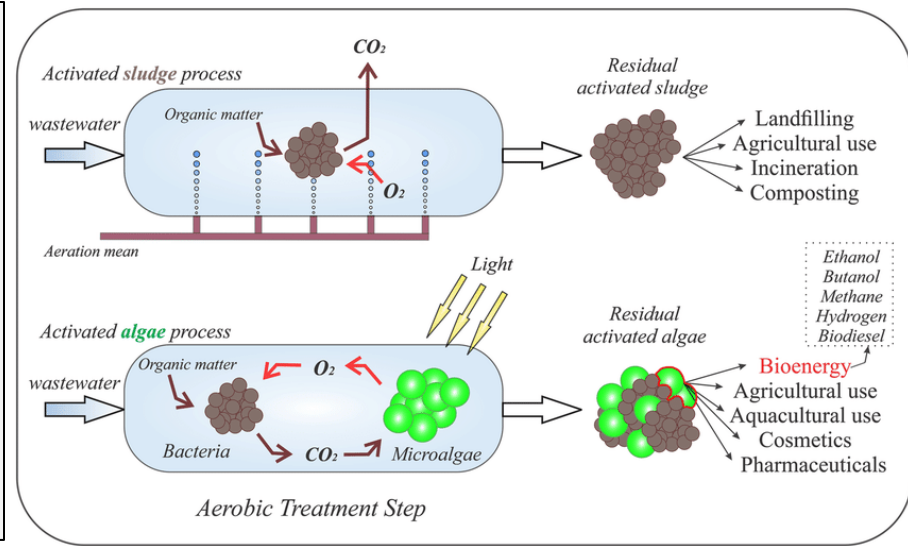 Activated sludge process
CO₂
wastewater
Organic matter
O₂
Aeration mean
Residual
activated sludge
Landfilling
Agricultural use
Incineration
Composting
Light
Activated algae process
wastewater
Organic matter
O₂
Bacteria
CO₂
Microalgae
Residual
activated algae
Ethanol
Butanol
Methane
Hydrogen
Biodiesel
Bioenergy
Agricultural use
Aquacultural use
Cosmetics
Pharmaceuticals
Aerobic Treatment Step